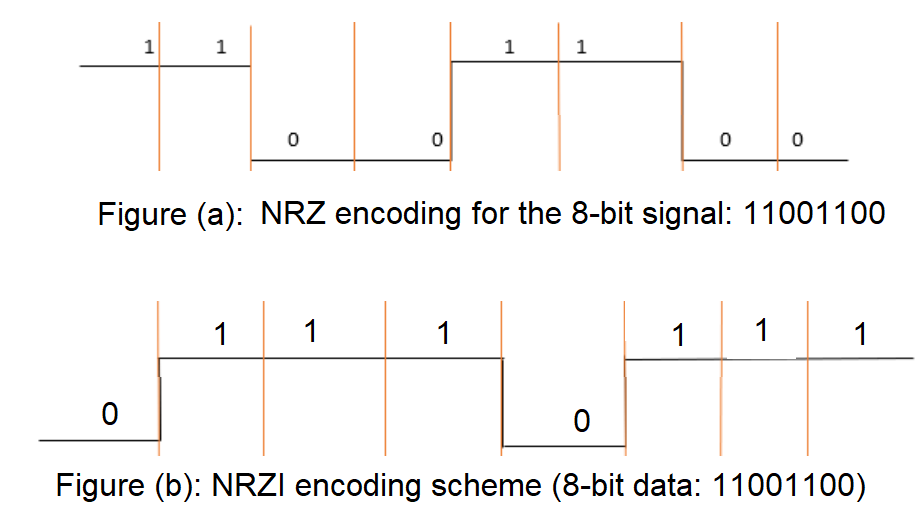 1 1 1 1
0 0 0 0
Figure (a): NRZ encoding for the 8-bit signal: 11001100
1 1 1 1 1 1
0 0
Figure (b): NRZI encoding scheme (8-bit data: 11001100)